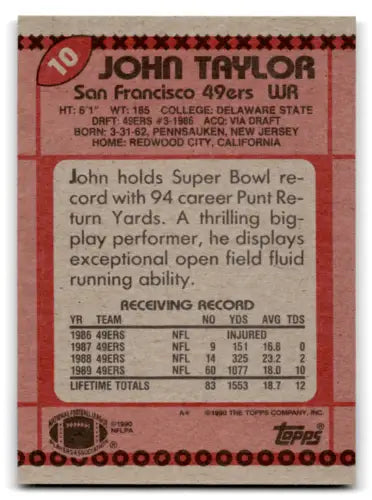 10
JOHN TAYLOR
San Francisco 49ers WR
HT: 6'1" WT: 185 COLLEGE: DELAWARE STATE
DRFT: 49ERS #3-1986 ACQ: VIA DRAFT
BORN: 3-31-62, PENNSAUKEN, NEW JERSEY
HOME: REDWOOD CITY, CALIFORNIA
John holds Super Bowl re-
cord with 94 career Punt Re-
turn Yards. A thrilling big-
play performer, he displays
exceptional open field fluid
running ability.
RECEIVING RECORD
YR TEAM NO YDS AVG TDS
1986 49ERS NFL INJURED
1987 49ERS NFL 9 151 16.8 0
1988 49ERS NFL 14 325 23.2 2
1989 49ERS NFL 60 1077 18.0 10
LIFETIME TOTALS 83 1553 18.7 12
A* ©1990 THE TOPPS COMPANY, INC.
©1990
NFLPA
topps®